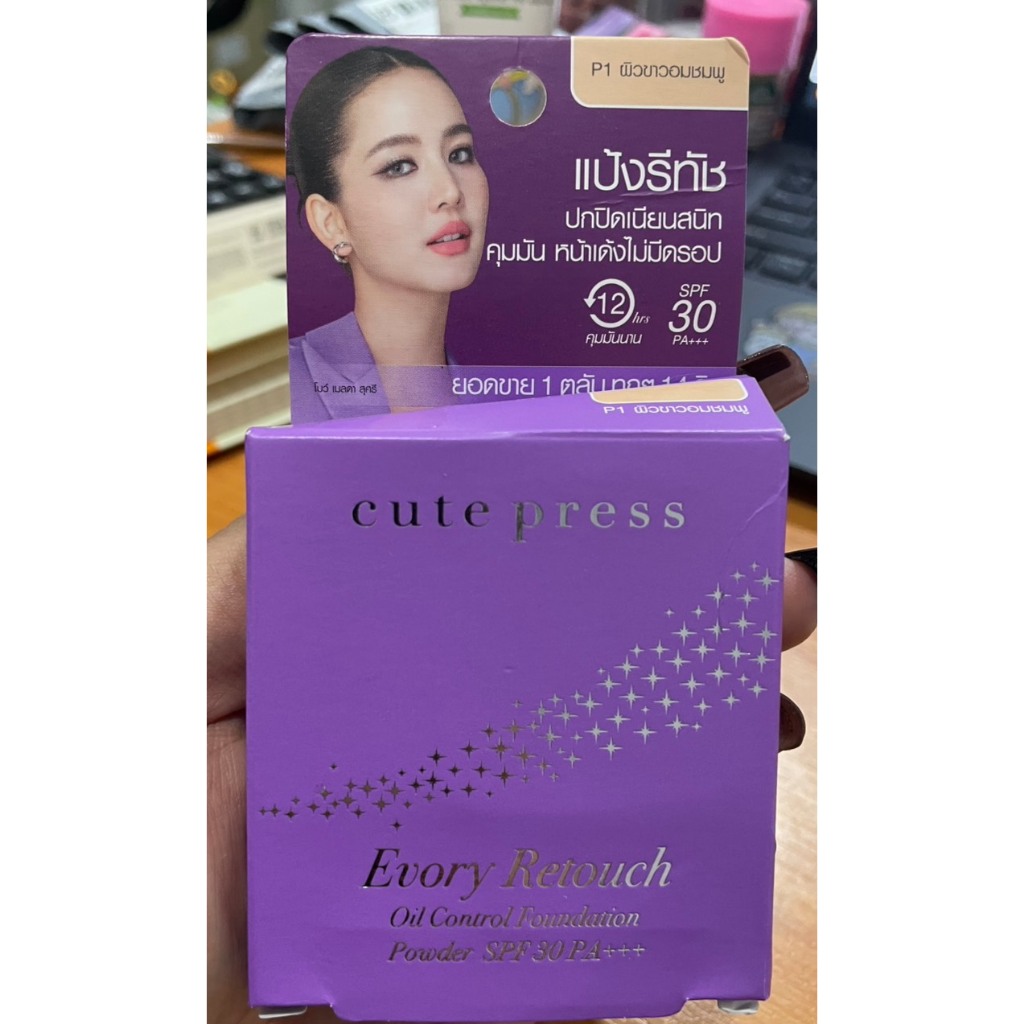 P1 ผิวขาวอมชมพู
แป้งรีทัช
ปกปิดเนียนสนิท
คุมมัน หน้าเด้งไม่มีดรอป
12 hrs
คุมมันนาน
SPF
30
PA+++
โบว์ เมลดา สุศรี
ยอดขาย 1 ตลับ ทุกๆ 14
P1 ผิวขาวอมชมพู
cute press
Evory Retouch
Oil Control Foundation
Powder SPF 30 PA+++